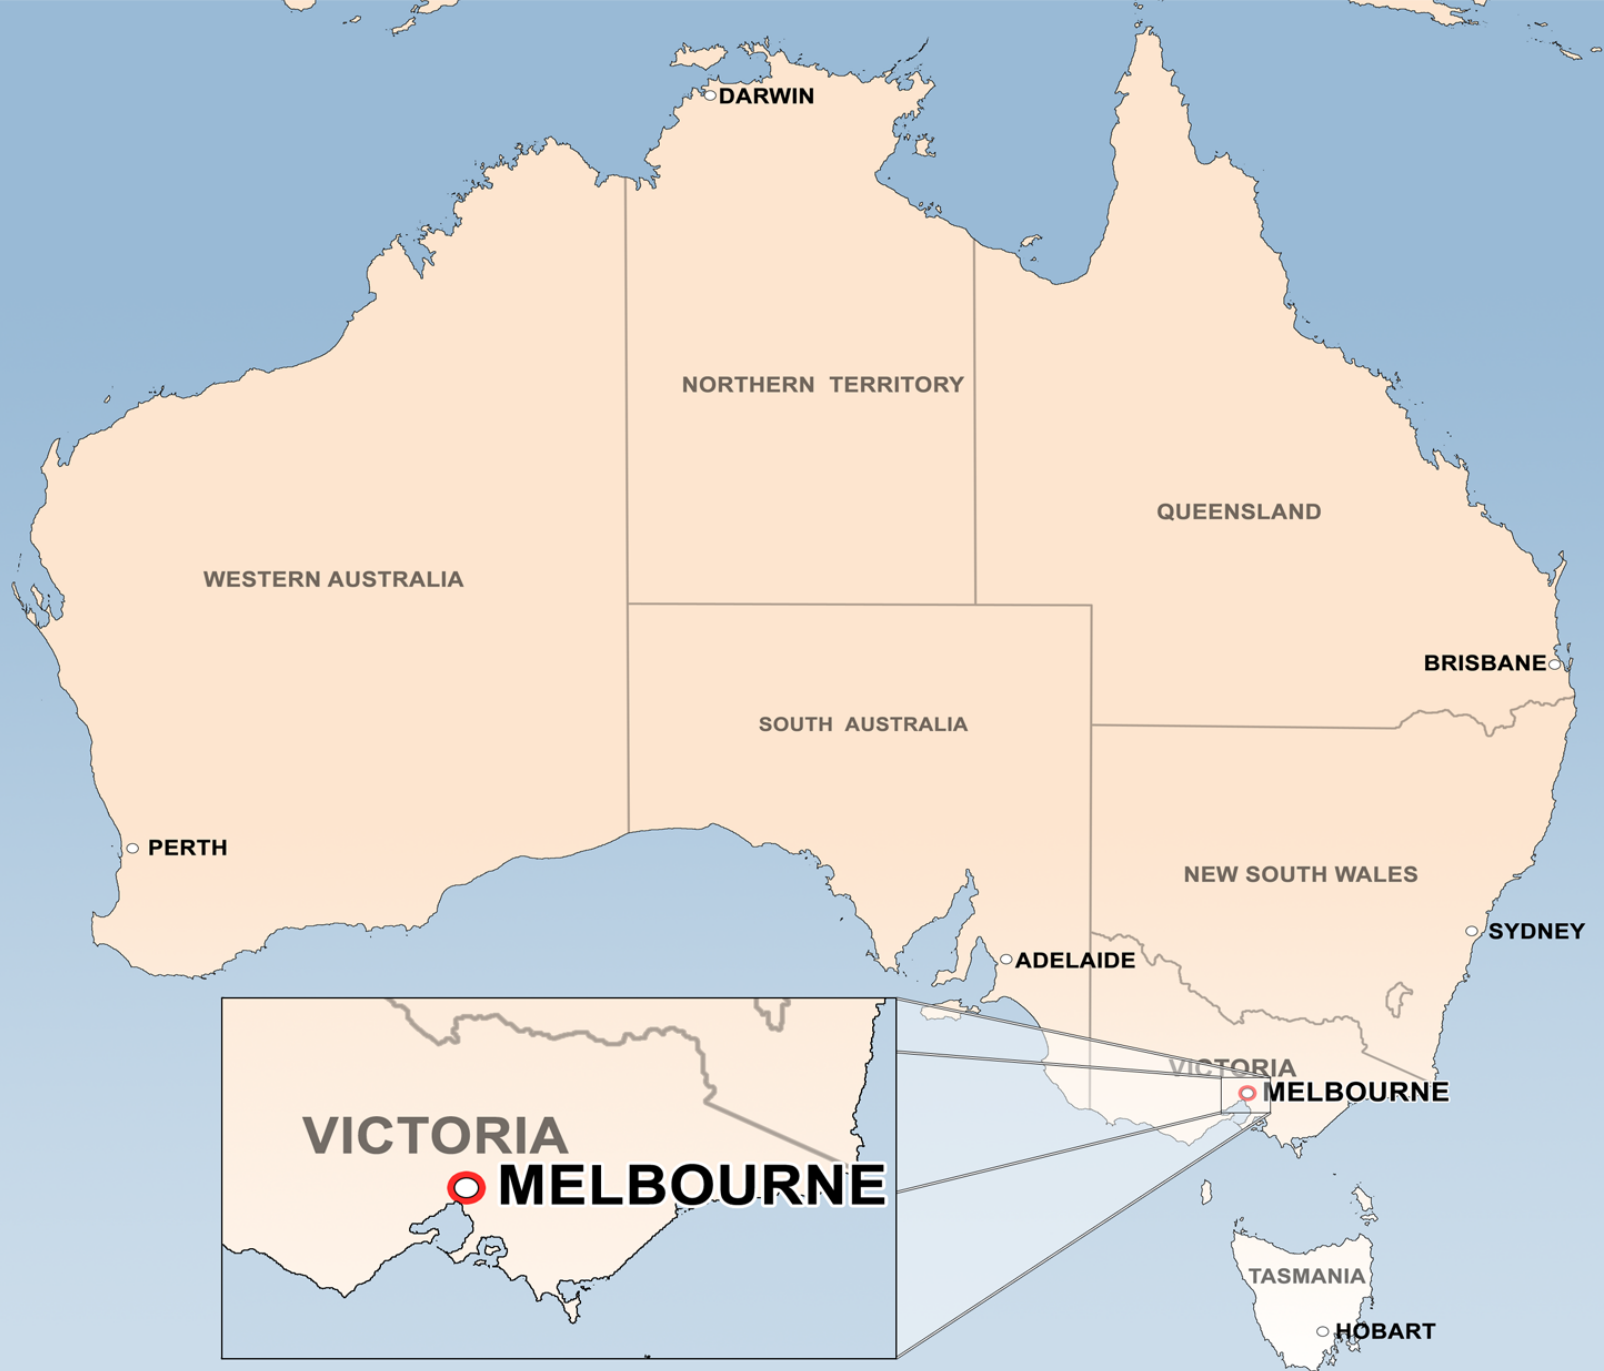 DARWIN
NORTHERN TERRITORY
QUEENSLAND
WESTERN AUSTRALIA
BRISBANE
SOUTH AUSTRALIA
PERTH
NEW SOUTH WALES
SYDNEY
ADELAIDE
VICTORIA
MELBOURNE
VICTORIA
MELBOURNE
TASMANIA
HOBART